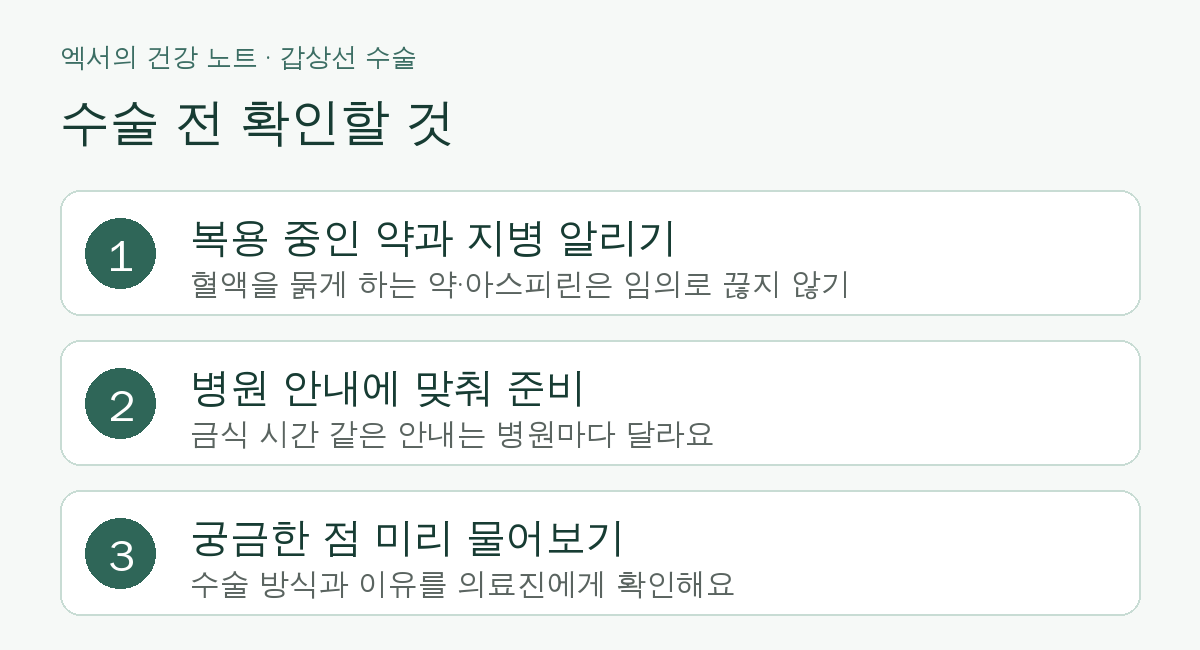 엑서의 건강 노트 · 갑상선 수술
수술 전 확인할 것
1
복용 중인 약과 지병 알리기
혈액을 묽게 하는 약·아스피린은 임의로 끊지 않기
2
병원 안내에 맞춰 준비
금식 시간 같은 안내는 병원마다 달라요
3
궁금한 점 미리 물어보기
수술 방식과 이유를 의료진에게 확인해요